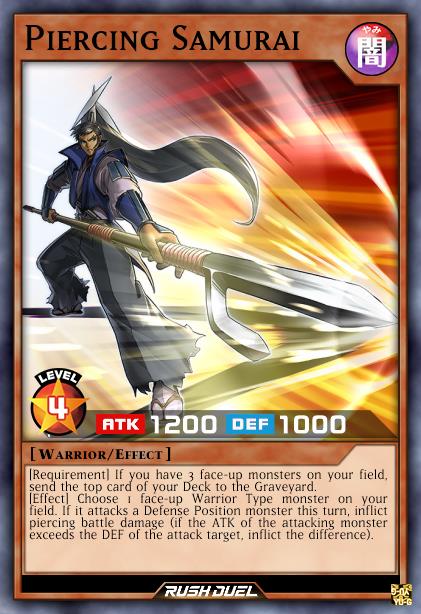 PIERCING SAMURAI
やみ
闇
LEVEL
4
ATK 1200 DEF 1000
[WARRIOR/EFFECT]
[Requirement] If you have 3 face-up monsters on your field,
send the top card of your Deck to the Graveyard.
[Effect] Choose 1 face-up Warrior Type monster on your
field. If it attacks a Defense Position monster this turn, inflict
piercing battle damage (if the ATK of the attacking monster
exceeds the DEF of the attack target, inflict the difference).
RUSH DUEL